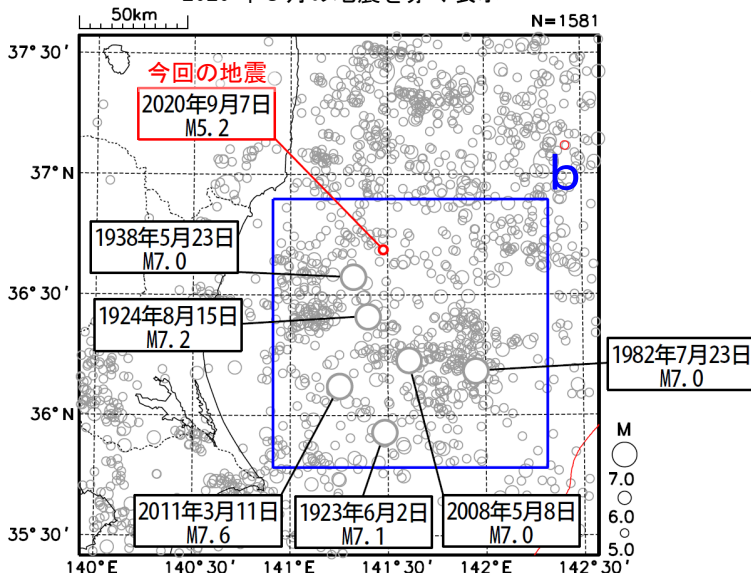 50km
N=1581
37°30′
今回の地震
2020年9月7日
M5.2
37°N
b
1938年5月23日
M7.0
36°30′
1924年8月15日
M7.2
1982年7月23日
M7.0
36°N
M
7.0
6.0
5.0
2011年3月11日
M7.6
1923年6月2日
M7.1
2008年5月8日
M7.0
35°30′
140°E
140°30′
141°E
141°30′
142°E
142°30′